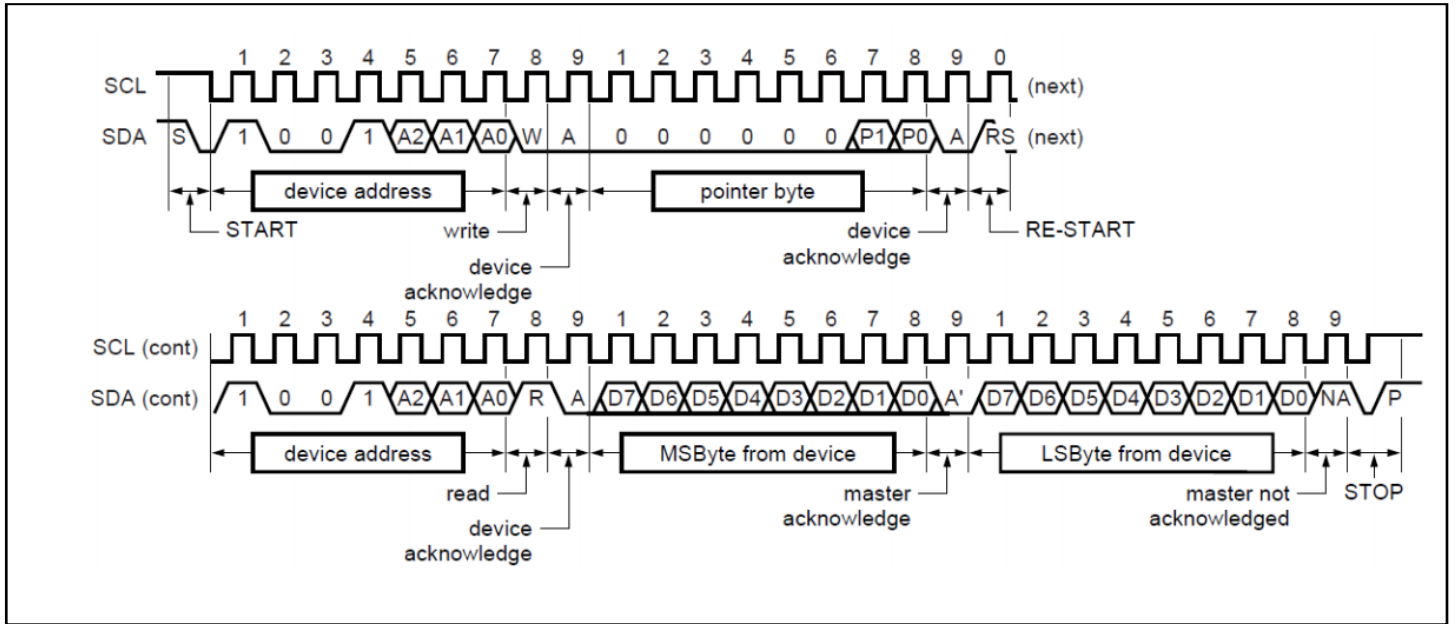 1 2 3 4 5 6 7 8 9 1 2 3 4 5 6 7 8 9 0
SCL (next)
SDA S 1 0 0 1 A2 A1 A0 W A 0 0 0 0 0 0 P1 P0 A RS (next)
device address pointer byte
START write device RE-START
device acknowledge
acknowledge
1 2 3 4 5 6 7 8 9 1 2 3 4 5 6 7 8 9 1 2 3 4 5 6 7 8 9
SCL (cont)
SDA (cont) 1 0 0 1 A2 A1 A0 R A D7 D6 D5 D4 D3 D2 D1 D0 A' D7 D6 D5 D4 D3 D2 D1 D0 NA P
device address MSByte from device LSByte from device
read master master not STOP
device acknowledge acknowledged
acknowledge